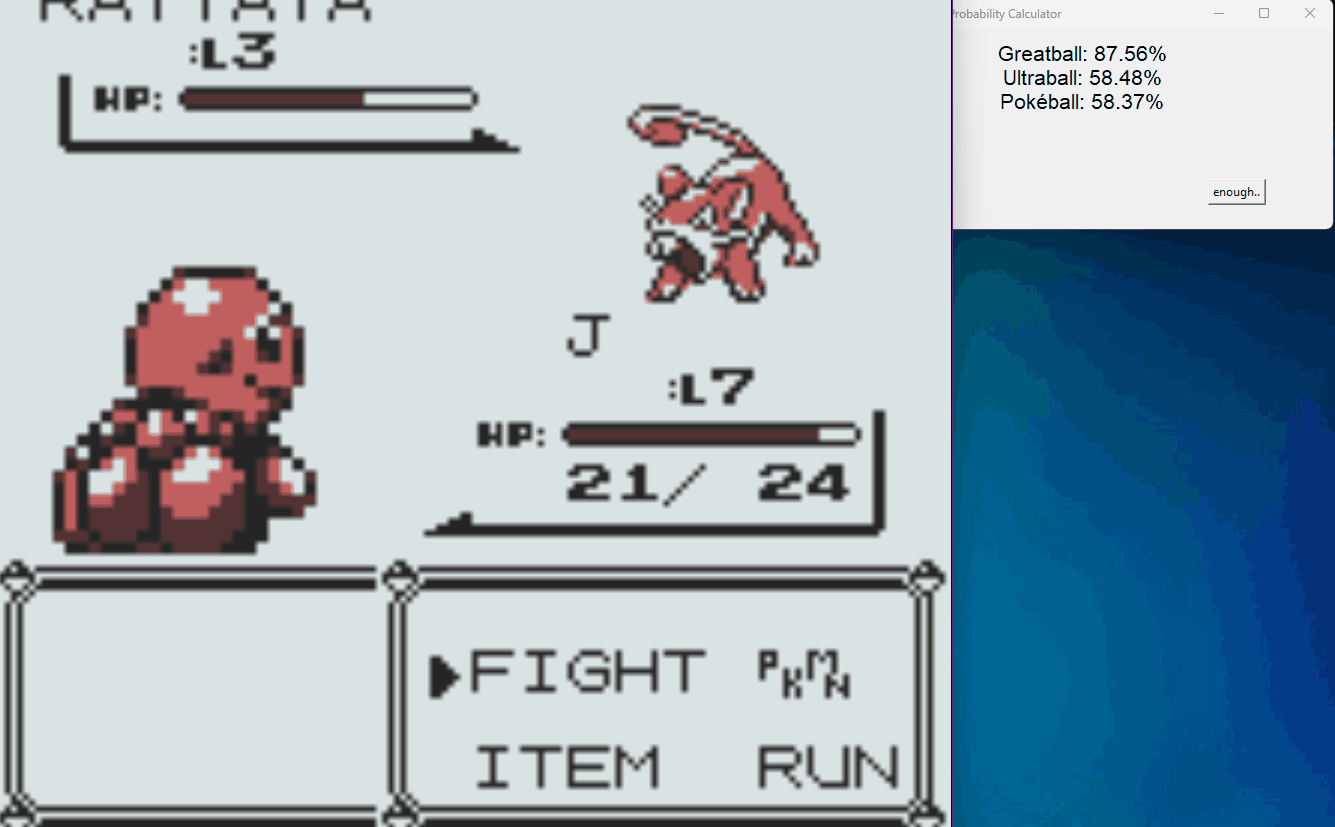 RATTATA
:L3
HP:
J
:L7
HP:
21/ 24
FIGHT PKMN
ITEM RUN
Probability Calculator
Greatball: 87.56%
Ultraball: 58.48%
Pokéball: 58.37%
enough..